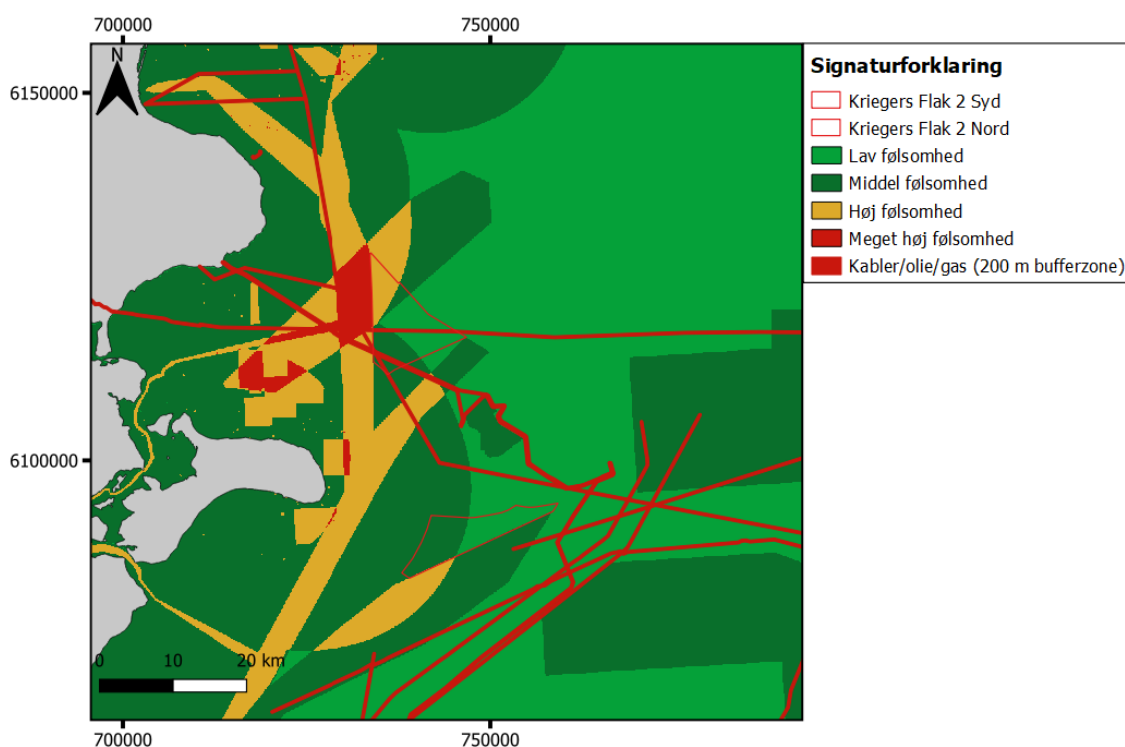 700000
750000
N
6150000
6100000
0
10
20 km
700000
750000
Signaturforklaring
Kriegers Flak 2 Syd
Kriegers Flak 2 Nord
Lav følsomhed
Middel følsomhed
Høj følsomhed
Meget høj følsomhed
Kabler/olie/gas (200 m bufferzone)